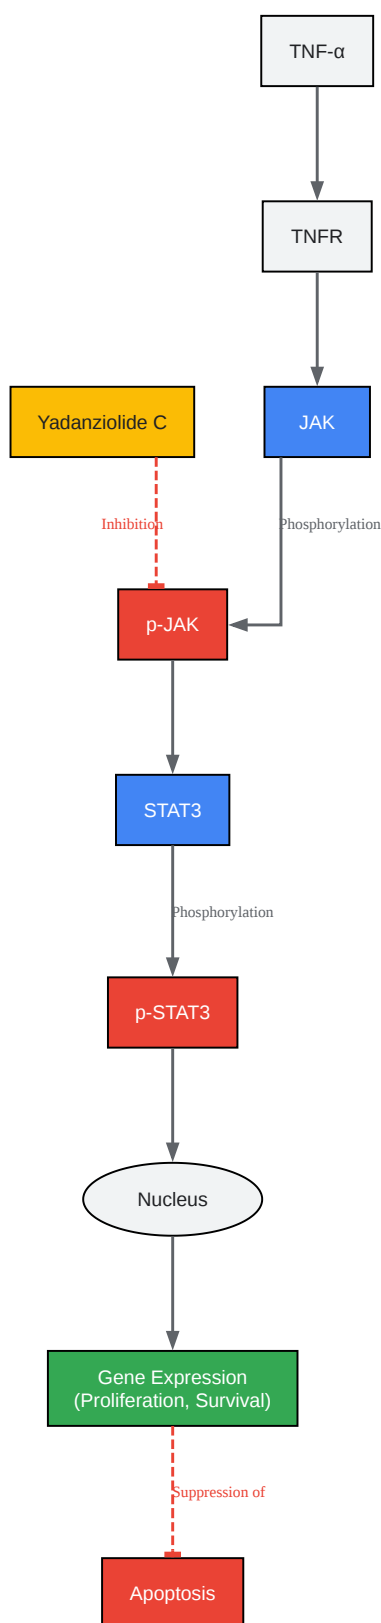 TNF-α
TNFR
Yadanziolide C
JAK
Inhibition
Phosphorylation
p-JAK
STAT3
Phosphorylation
p-STAT3
Nucleus
Gene Expression
(Proliferation, Survival)
Suppression of
Apoptosis